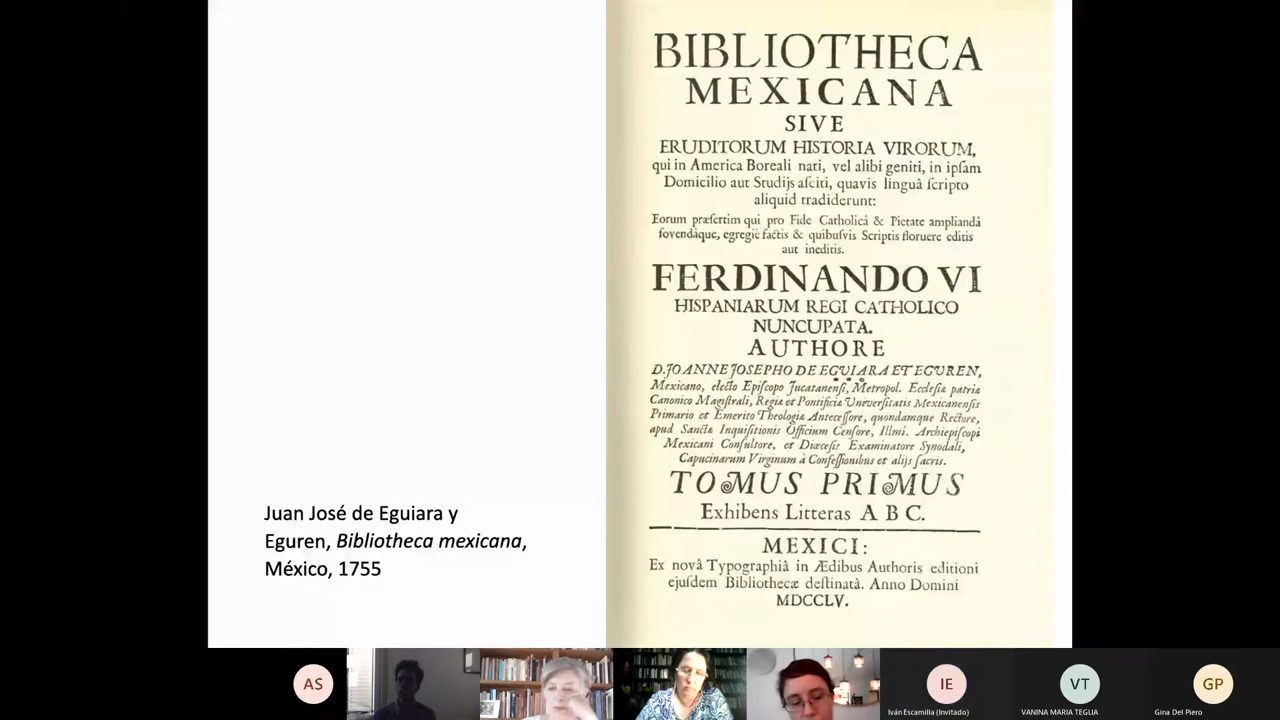 BIBLIOTHECA
MEXICANA
SIVE
ERUDITORUM HISTORIA VIRORUM,
qui in America Boreali nati, vel alibi geniti, in ipſam
Domicilio aut Studijs aſciti, quavis linguâ ſcripto
aliquid tradiderunt:
Eorum præſertim qui pro Fide Catholicâ & Pietate ampliandâ
fovendâque, egregiè factis & quibuſvis Scriptis floruere editis
aut ineditis.
FERDINANDO VI
HISPANIARUM REGI CATHOLICO
NUNCUPATA.
AUTHORE
D. JOANNE JOSEPHO DE EGUIARA ET EGUREN,
Mexicano, electo Epiſcopo Jucatanenſi, Metropol. Eccleſiæ patriæ
Canonico Magiſtrali, Regiæ et Pontificiæ Univerſitatis Mexicanenſis
Primario et Emerito Theologiæ Anteceſſore, quondamque Rectore,
apud Sanctæ Inquiſitionis Officium Cenſore, Illmi. Archiepiſcopi
Mexicani Conſultore, et Diœceſis Examinatore Synodali,
Capucinarum Virginum à Confeſſionibus et alijs ſacris.
TOMUS PRIMUS
Exhibens Litteras A B C.
MEXICI:
Ex novâ Typographiâ in Ædibus Authoris editioni
ejuſdem Bibliothecæ deſtinatâ. Anno Domini
MDCCLV.
Juan José de Eguiara y
Eguren, Bibliotheca mexicana,
México, 1755
AS
IE
VT
GP
Iván Escamilla (Invitado)
VANINA MARIA TEGLIA
Gina Del Piero